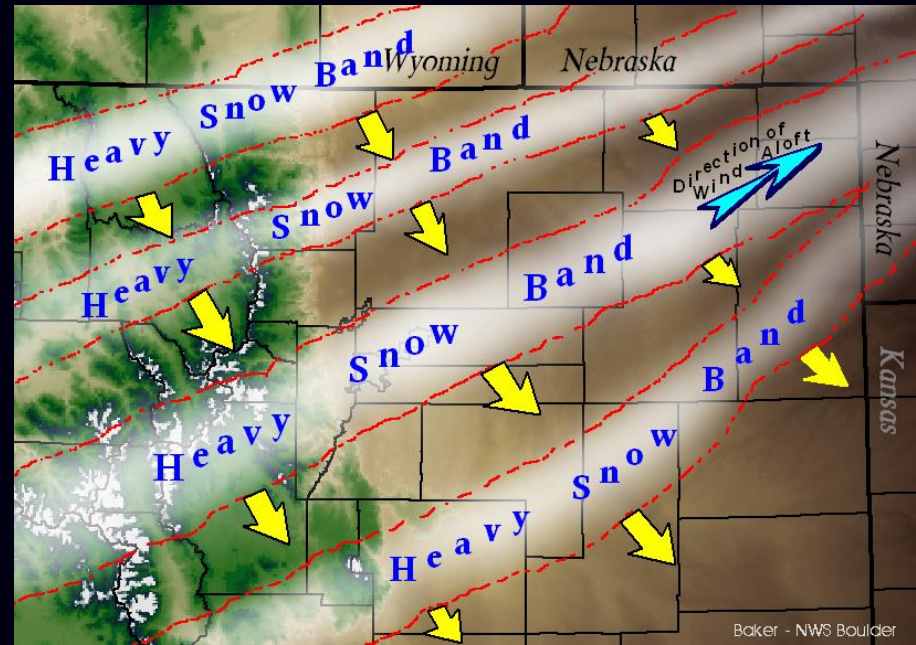 Heavy Snow Band
Wyoming
Nebraska
Heavy Snow Band
Direction of
Wind Aloft
Nebraska
Heavy Snow Band
Kansas
Heavy Snow Band
Baker - NWS Boulder